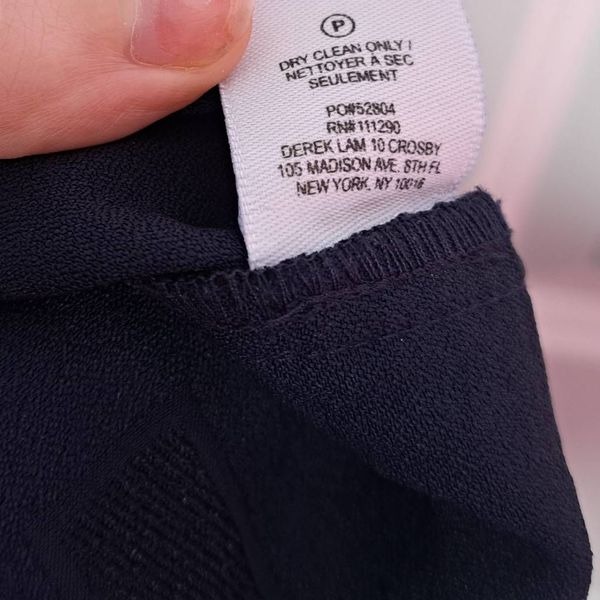 P
DRY CLEAN ONLY /
NETTOYER À SEC
SEULEMENT
PO#52804
RN#111290
DEREK LAM 10 CROSBY
105 MADISON AVE. 8TH FL
NEW YORK, NY 10016